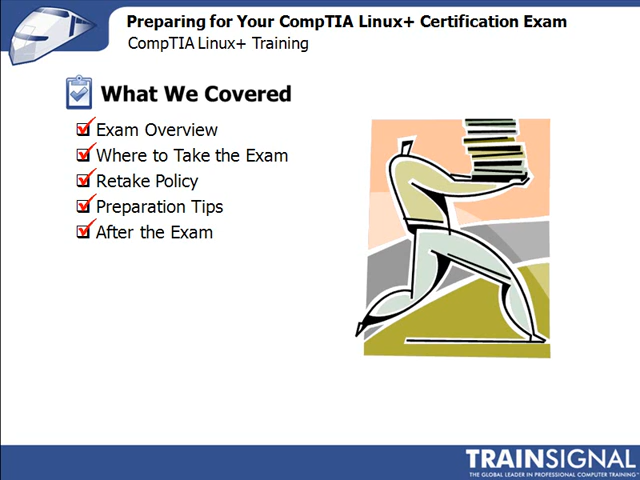 Preparing for Your CompTIA Linux+ Certification Exam
CompTIA Linux+ Training
What We Covered
Exam Overview
Where to Take the Exam
Retake Policy
Preparation Tips
After the Exam
TRAINSIGNAL
THE GLOBAL LEADER IN PROFESSIONAL COMPUTER TRAINING